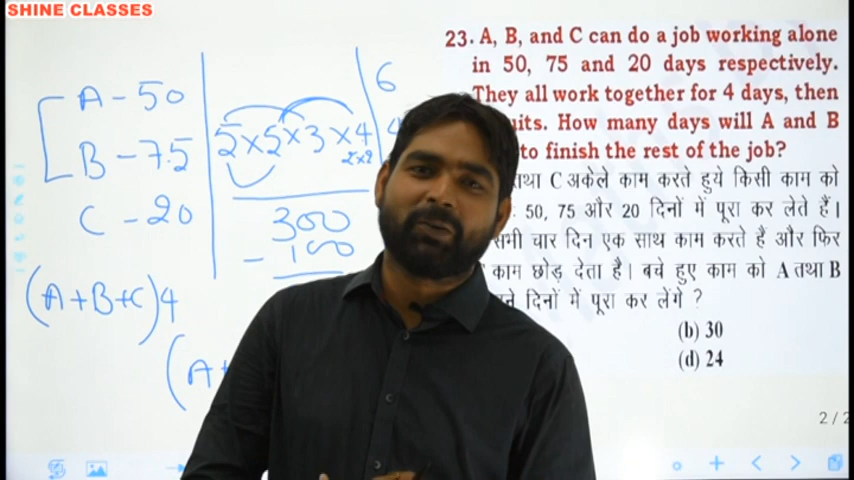 SHINE CLASSES
A - 50
B - 75
C - 20
(A+B+C)4
5×5×3×4
2×2
300
- 100
6
4
(A+
23. A, B, and C can do a job working alone
in 50, 75 and 20 days respectively.
They all work together for 4 days, then
How many days will A and B
to finish the rest of the job?
तथा C अकेले काम करते हुये किसी काम को
50, 75 और 20 दिनों में पूरा कर लेते हैं।
सभी चार दिन एक साथ काम करते हैं और फिर
काम छोड़ देता है। बचे हुए काम को A तथा B
दिनों में पूरा कर लेंगे ?
(b) 30
(d) 24
2 / 2